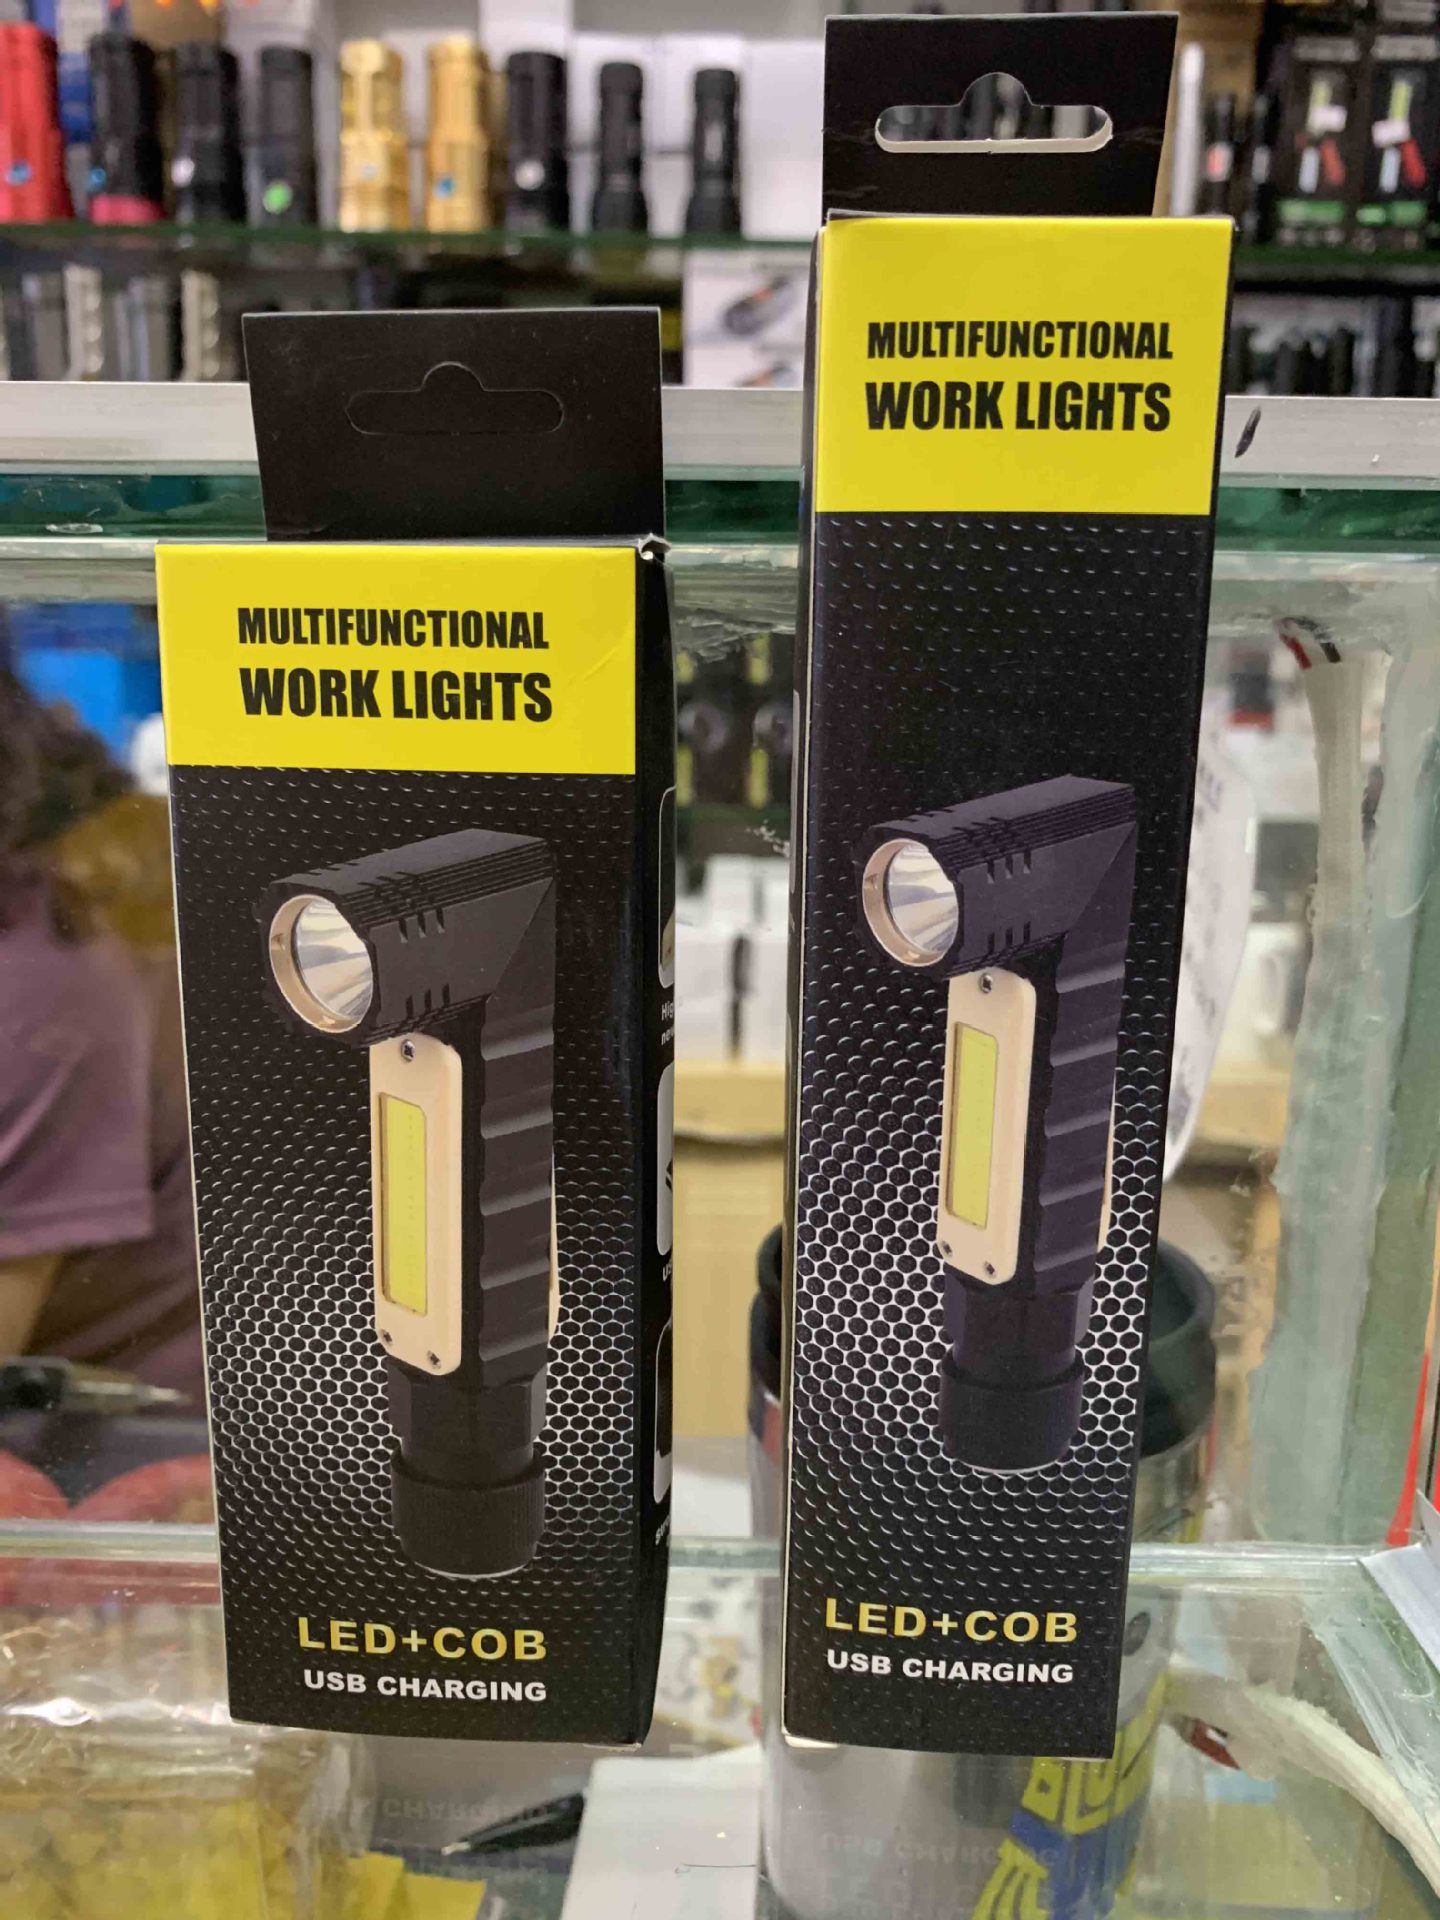 MULTIFUNCTIONAL
WORK LIGHTS
LED+COB
USB CHARGING
MULTIFUNCTIONAL
WORK LIGHTS
LED+COB
USB CHARGING